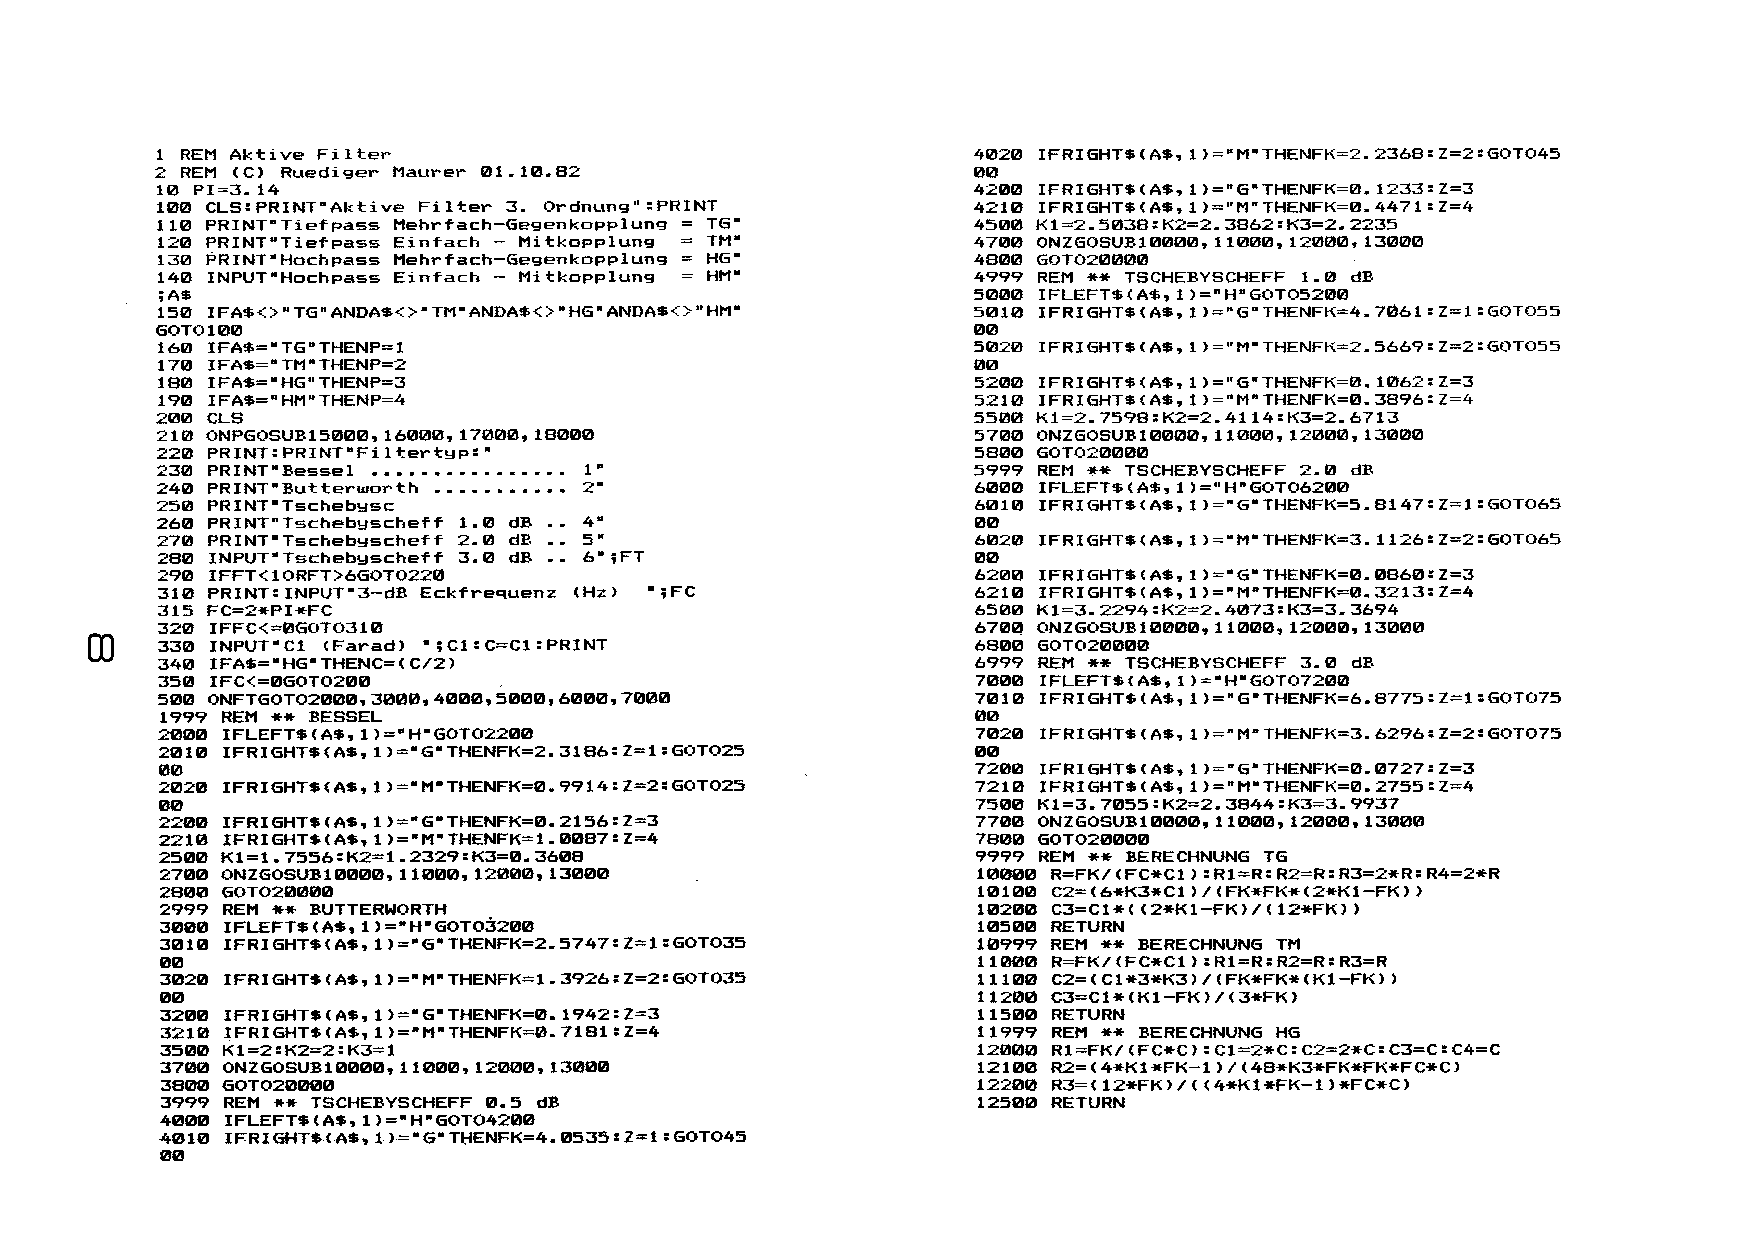 1 REM Aktive Filter
2 REM (C) Ruediger Maurer 01.10.82
10 PI=3.14
100 CLS:PRINT"Aktive Filter 3. Ordnung":PRINT
110 PRINT"Tiefpass Mehrfach-Gegenkopplung = TG"
120 PRINT"Tiefpass Einfach - Mitkopplung  = TM"
130 PRINT"Hochpass Mehrfach-Gegenkopplung = HG"
140 INPUT"Hochpass Einfach - Mitkopplung  = HM"
;A$
150 IFA$<>"TG"ANDA$<>"TM"ANDA$<>"HG"ANDA$<>"HM"
GOTO100
160 IFA$="TG"THENP=1
170 IFA$="TM"THENP=2
180 IFA$="HG"THENP=3
190 IFA$="HM"THENP=4
200 CLS
210 ONPGOSUB15000,16000,17000,18000
220 PRINT:PRINT"Filtertyp:"
230 PRINT"Bessel ................ 1"
240 PRINT"Butterworth ........... 2"
250 PRINT"Tschebysc
260 PRINT"Tschebyscheff 1.0 dB .. 4"
270 PRINT"Tschebyscheff 2.0 dB .. 5"
280 INPUT"Tschebyscheff 3.0 dB .. 6";FT
290 IFFT<1ORFT>6GOTO220
310 PRINT:INPUT"3-dB Eckfrequenz (Hz)  ";FC
315 FC=2*PI*FC
320 IFFC<=0GOTO310
330 INPUT"C1 (Farad) ";C1:C=C1:PRINT
340 IFA$="HG"THENC=(C/2)
350 IFC<=0GOTO200
500 ONFTGOTO2000,3000,4000,5000,6000,7000
1999 REM ** BESSEL
2000 IFLEFT$(A$,1)="H"GOTO2200
2010 IFRIGHT$(A$,1)="G"THENFK=2.3186:Z=1:GOTO25
00
2020 IFRIGHT$(A$,1)="M"THENFK=0.9914:Z=2:GOTO25
00
2200 IFRIGHT$(A$,1)="G"THENFK=0.2156:Z=3
2210 IFRIGHT$(A$,1)="M"THENFK=1.0087:Z=4
2500 K1=1.7556:K2=1.2329:K3=0.3608
2700 ONZGOSUB10000,11000,12000,13000
2800 GOTO20000
2999 REM ** BUTTERWORTH
3000 IFLEFT$(A$,1)="H"GOTO3200
3010 IFRIGHT$(A$,1)="G"THENFK=2.5747:Z=1:GOTO35
00
3020 IFRIGHT$(A$,1)="M"THENFK=1.3926:Z=2:GOTO35
00
3200 IFRIGHT$(A$,1)="G"THENFK=0.1942:Z=3
3210 IFRIGHT$(A$,1)="M"THENFK=0.7181:Z=4
3500 K1=2:K2=2:K3=1
3700 ONZGOSUB10000,11000,12000,13000
3800 GOTO20000
3999 REM ** TSCHEBYSCHEFF 0.5 dB
4000 IFLEFT$(A$,1)="H"GOTO4200
4010 IFRIGHT$(A$,1)="G"THENFK=4.0535:Z=1:GOTO45
00
4020 IFRIGHT$(A$,1)="M"THENFK=2.2368:Z=2:GOTO45
00
4200 IFRIGHT$(A$,1)="G"THENFK=0.1233:Z=3
4210 IFRIGHT$(A$,1)="M"THENFK=0.4471:Z=4
4500 K1=2.5038:K2=2.3862:K3=2.2235
4700 ONZGOSUB10000,11000,12000,13000
4800 GOTO20000
4999 REM ** TSCHEBYSCHEFF 1.0 dB
5000 IFLEFT$(A$,1)="H"GOTO5200
5010 IFRIGHT$(A$,1)="G"THENFK=4.7061:Z=1:GOTO55
00
5020 IFRIGHT$(A$,1)="M"THENFK=2.5669:Z=2:GOTO55
00
5200 IFRIGHT$(A$,1)="G"THENFK=0.1062:Z=3
5210 IFRIGHT$(A$,1)="M"THENFK=0.3896:Z=4
5500 K1=2.7598:K2=2.4114:K3=2.6713
5700 ONZGOSUB10000,11000,12000,13000
5800 GOTO20000
5999 REM ** TSCHEBYSCHEFF 2.0 dB
6000 IFLEFT$(A$,1)="H"GOTO6200
6010 IFRIGHT$(A$,1)="G"THENFK=5.8147:Z=1:GOTO65
00
6020 IFRIGHT$(A$,1)="M"THENFK=3.1126:Z=2:GOTO65
00
6200 IFRIGHT$(A$,1)="G"THENFK=0.0860:Z=3
6210 IFRIGHT$(A$,1)="M"THENFK=0.3213:Z=4
6500 K1=3.2294:K2=2.4073:K3=3.3694
6700 ONZGOSUB10000,11000,12000,13000
6800 GOTO20000
6999 REM ** TSCHEBYSCHEFF 3.0 dB
7000 IFLEFT$(A$,1)="H"GOTO7200
7010 IFRIGHT$(A$,1)="G"THENFK=6.8775:Z=1:GOTO75
00
7020 IFRIGHT$(A$,1)="M"THENFK=3.6296:Z=2:GOTO75
00
7200 IFRIGHT$(A$,1)="G"THENFK=0.0727:Z=3
7210 IFRIGHT$(A$,1)="M"THENFK=0.2755:Z=4
7500 K1=3.7055:K2=2.3844:K3=3.9937
7700 ONZGOSUB10000,11000,12000,13000
7800 GOTO20000
9999 REM ** BERECHNUNG TG
10000 R=FK/(FC*C1):R1=R:R2=R:R3=2*R:R4=2*R
10100 C2=(6*K3*C1)/(FK*FK*(2*K1-FK))
10200 C3=C1*((2*K1-FK)/(12*FK))
10500 RETURN
10999 REM ** BERECHNUNG TM
11000 R=FK/(FC*C1):R1=R:R2=R:R3=R
11100 C2=(C1*3*K3)/(FK*FK*(K1-FK))
11200 C3=C1*(K1-FK)/(3*FK)
11500 RETURN
11999 REM ** BERECHNUNG HG
12000 R1=FK/(FC*C):C1=2*C:C2=2*C:C3=C:C4=C
12100 R2=(4*K1*FK-1)/(48*K3*FK*FK*FC*C)
12200 R3=(12*FK)/((4*K1*FK-1)*FC*C)
12500 RETURN
8